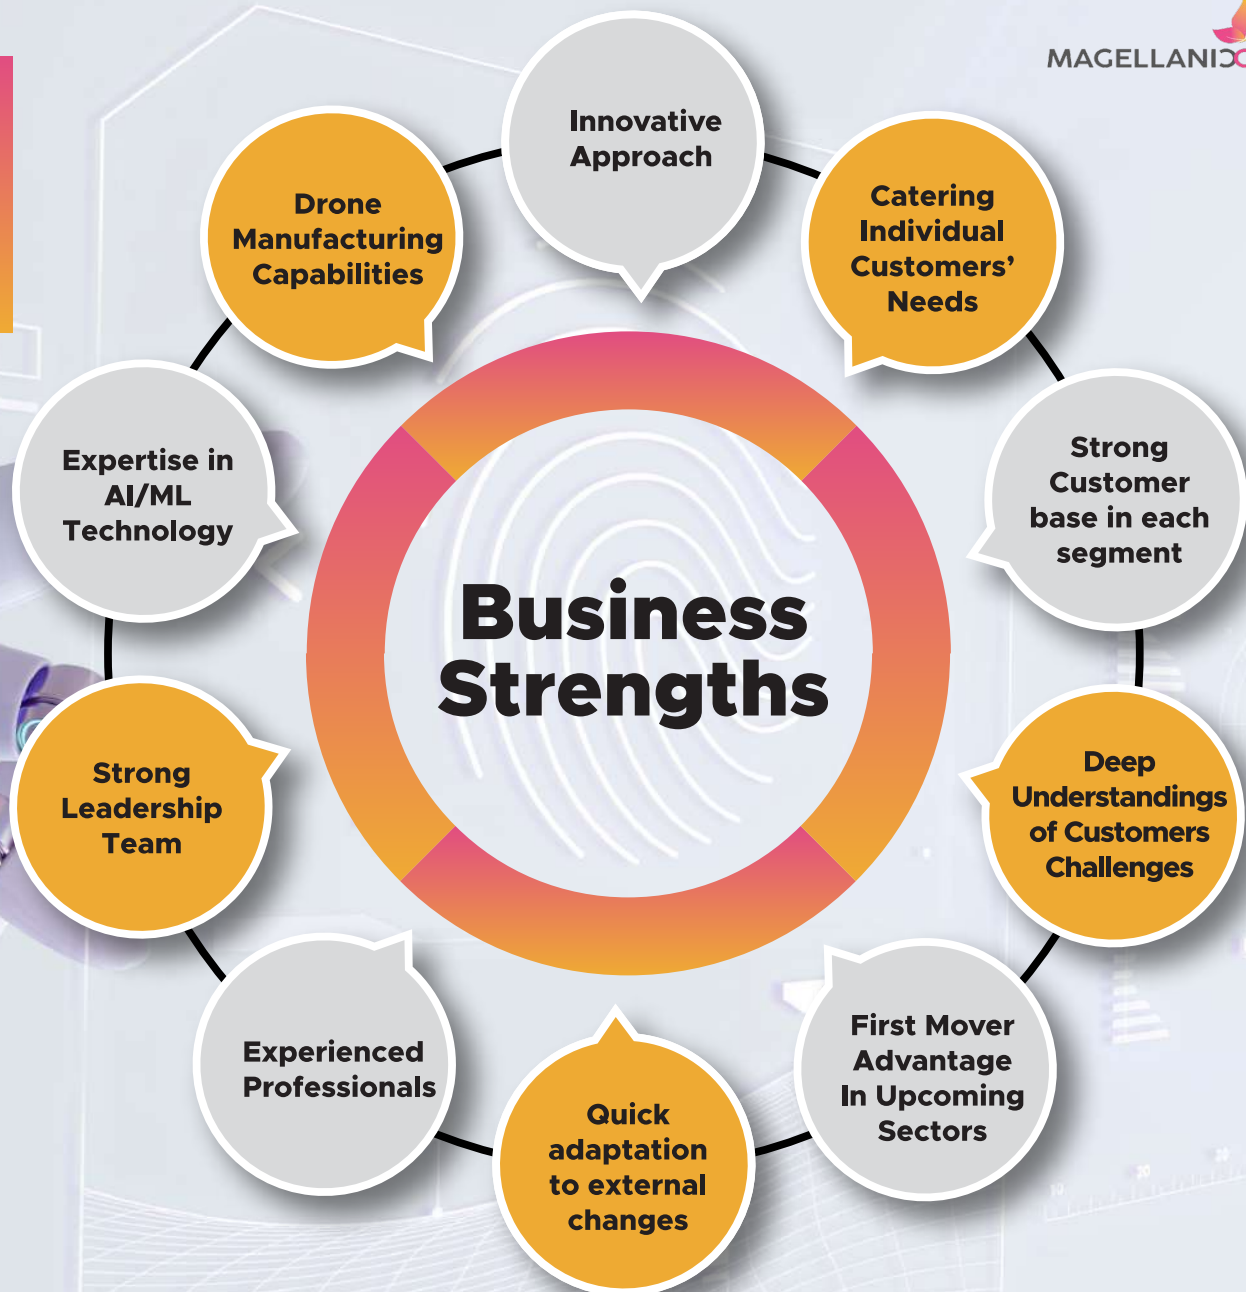 MAGELLANIC
Innovative
Approach
Drone
Manufacturing
Capabilities
Catering
Individual
Customers’
Needs
Expertise in
AI/ML
Technology
Strong
Customer
base in each
segment
Business
Strengths
Strong
Leadership
Team
Deep
Understandings
of Customers
Challenges
Experienced
Professionals
First Mover
Advantage
In Upcoming
Sectors
Quick
adaptation
to external
changes